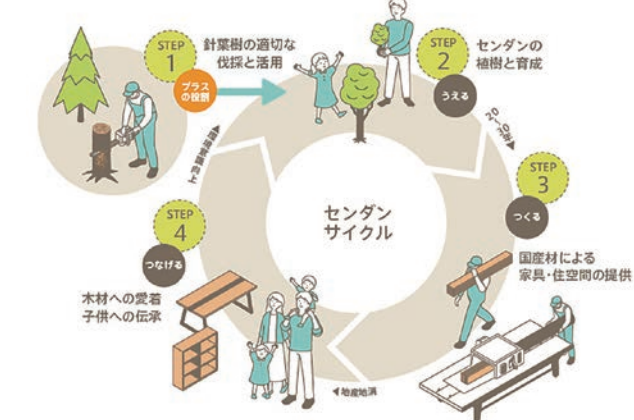 STEP
1
プラス
の役割
針葉樹の適切な
伐採と活用
STEP
2
うえる
センダンの
植樹と育成
20~30年▶
STEP
3
つくる
国産材による
家具・住空間の提供
◀地産地消
STEP
4
つなげる
木材への愛着
子供への伝承
センダン
サイクル